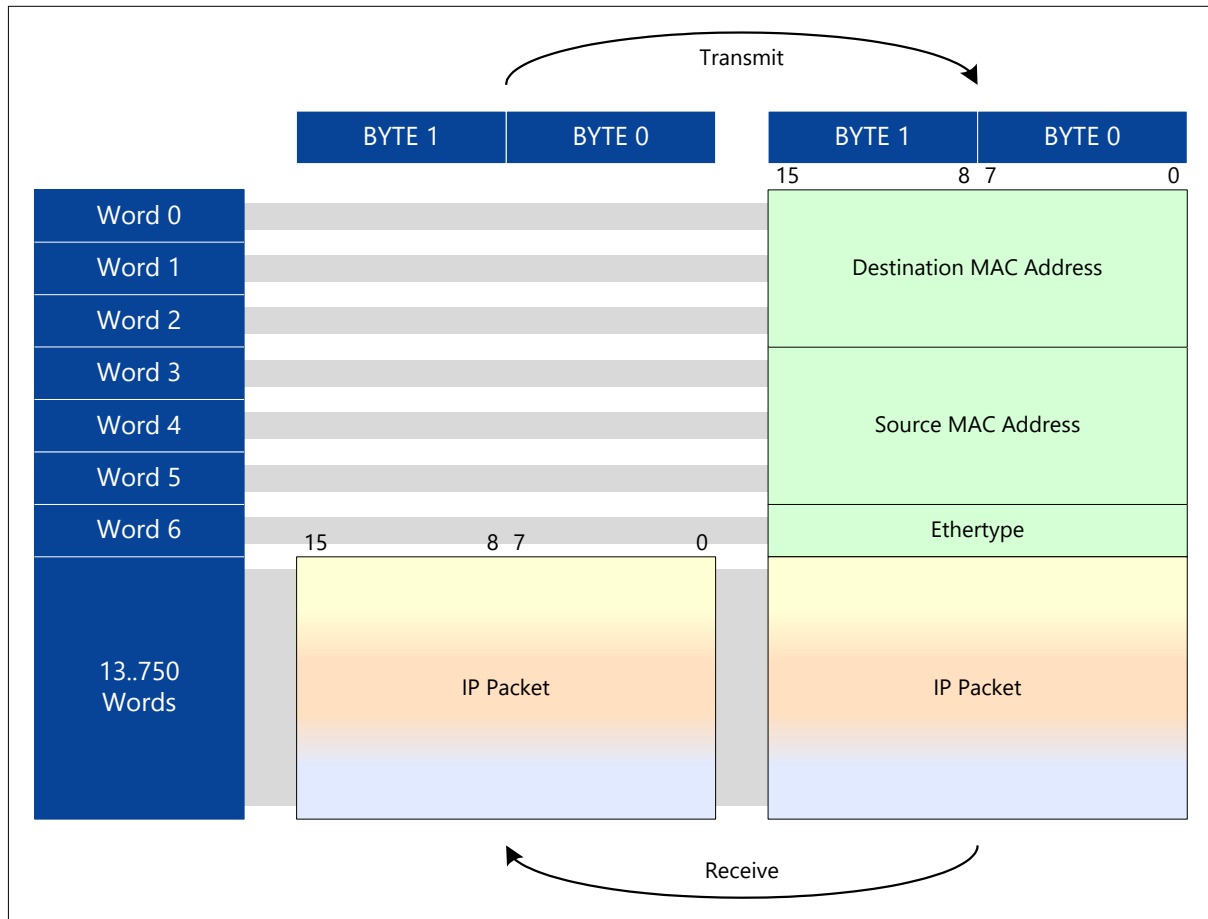 Transmit
BYTE 1 BYTE 0 BYTE 1 BYTE 0
15 8 7 0
Word 0
Word 1
Destination MAC Address
Word 2
Word 3
Word 4
Source MAC Address
Word 5
Word 6
Ethertype
15 8 7 0
13..750
Words
IP Packet
IP Packet
Receive